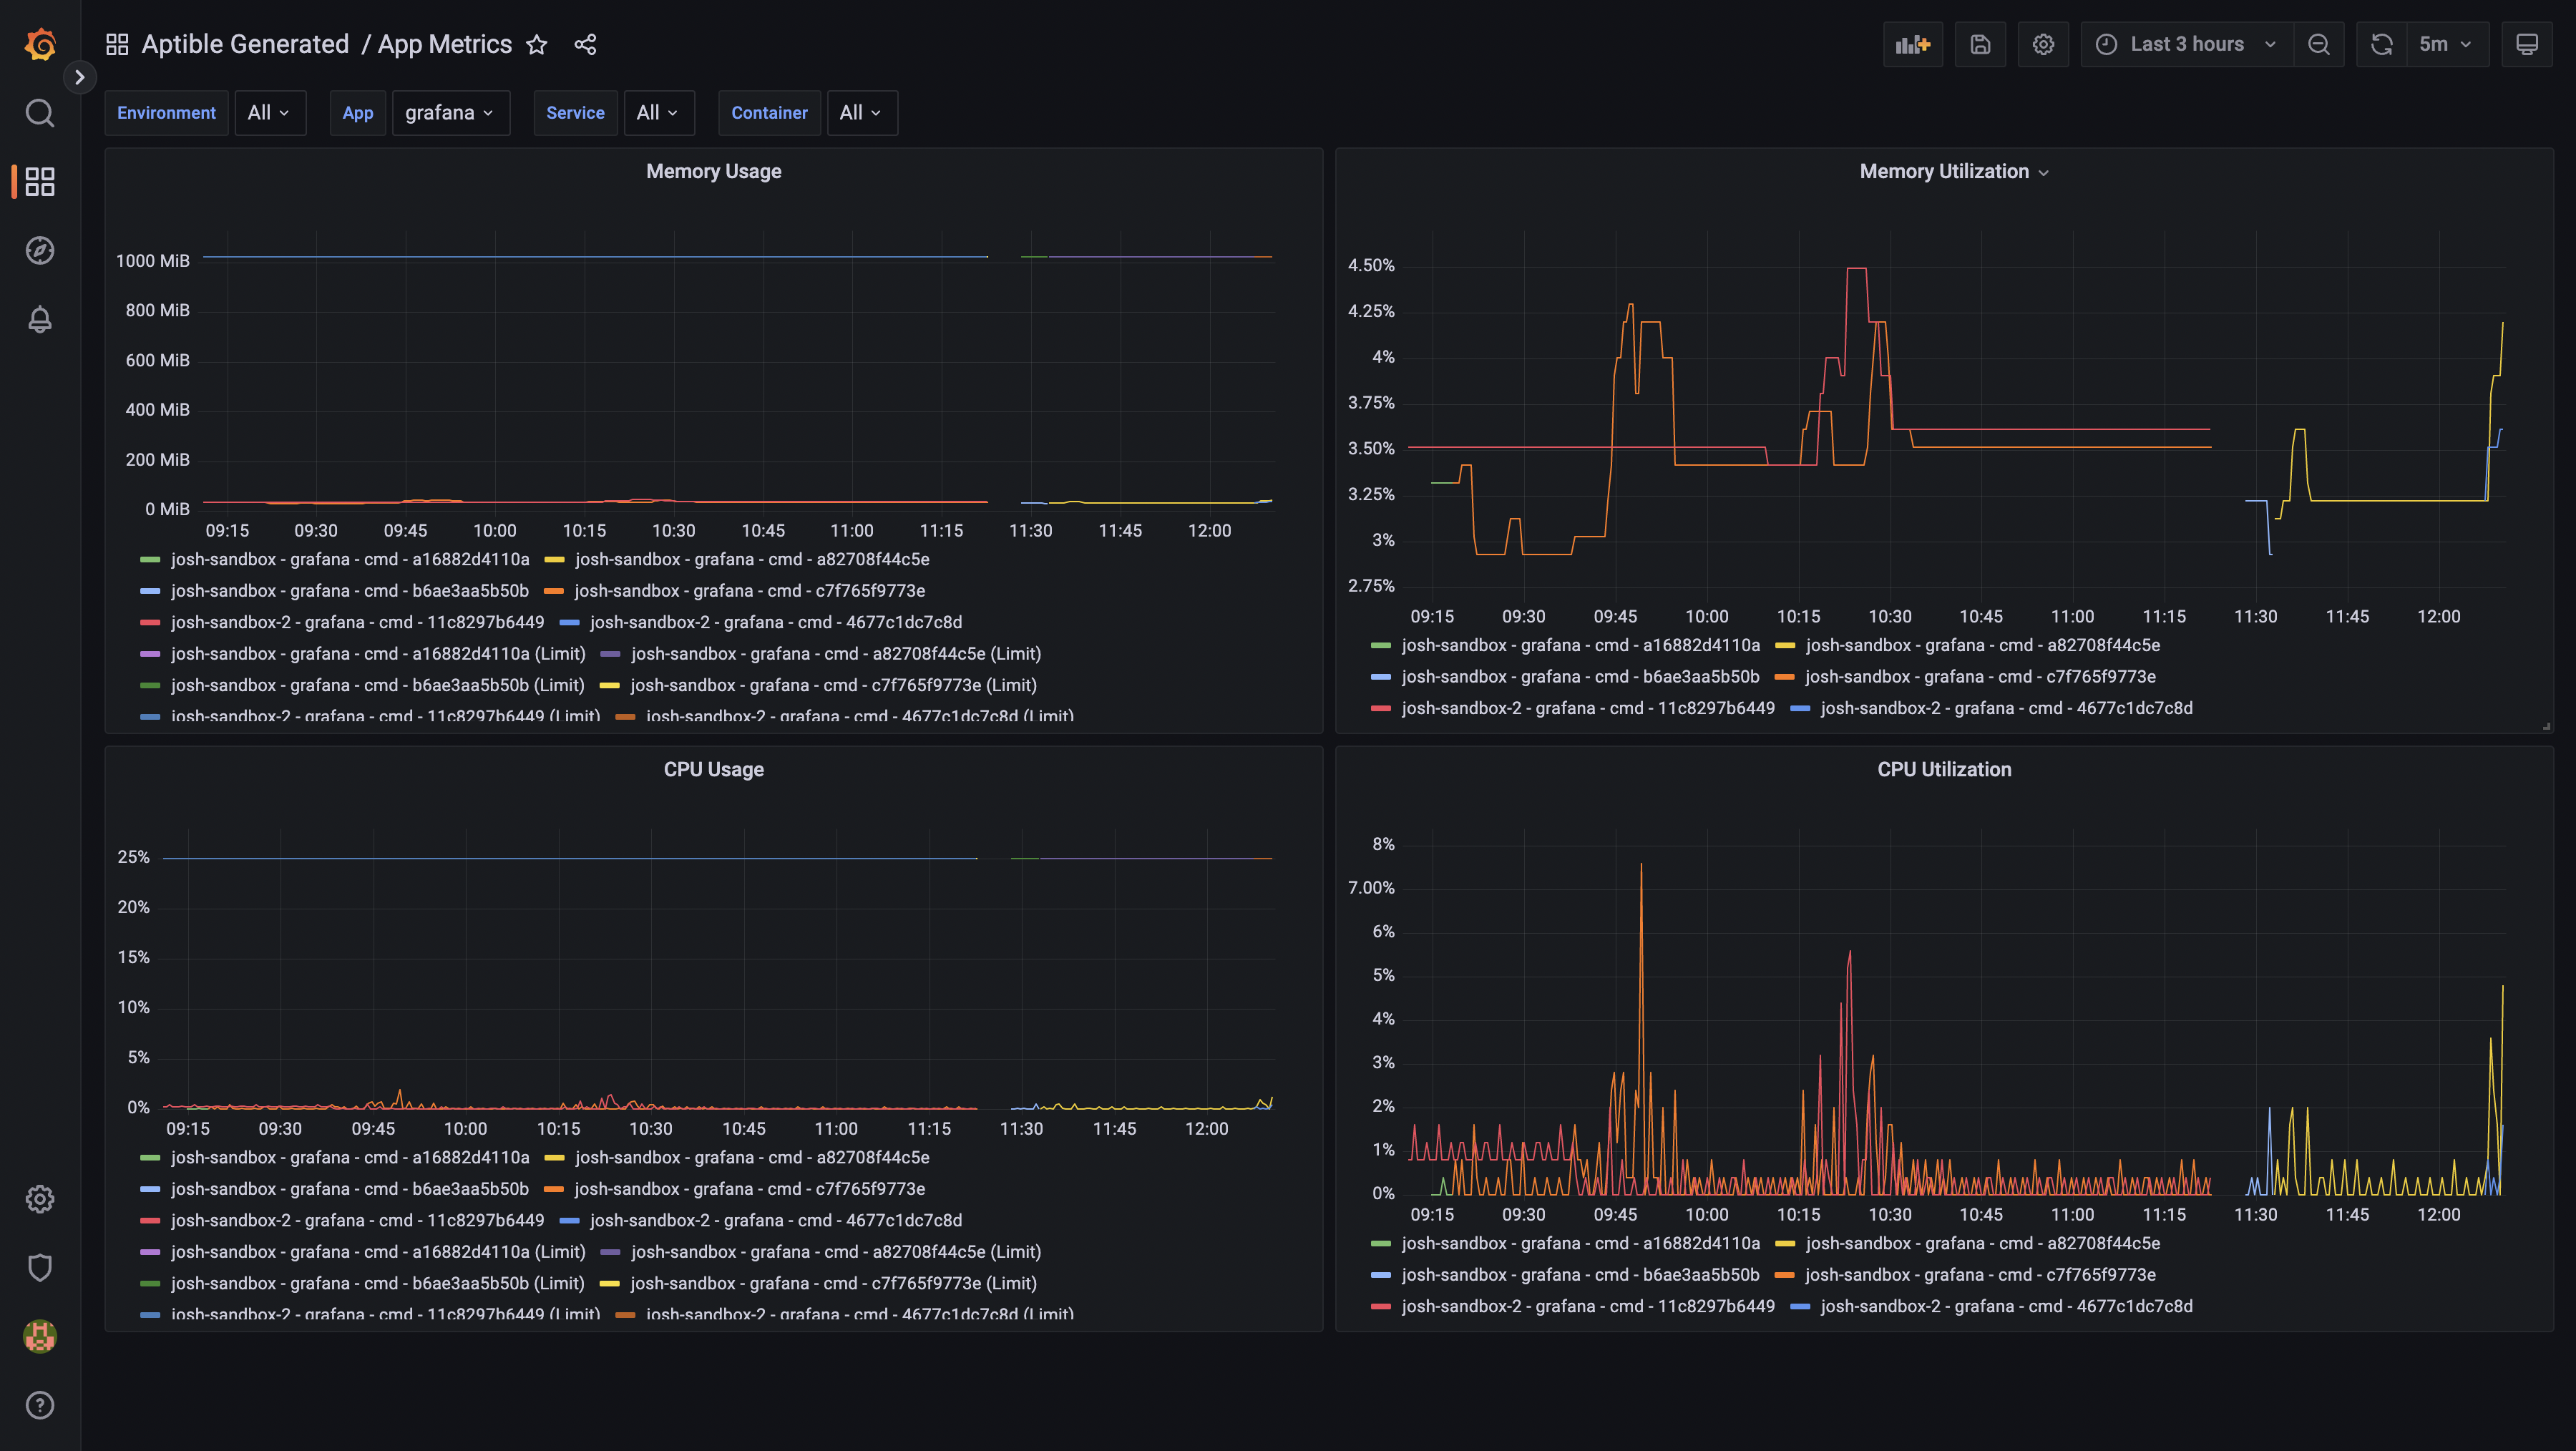 Aptible Generated / App Metrics
Last 3 hours
5m
Environment All App grafana Service All Container All
Memory Usage
1000 MiB
800 MiB
600 MiB
400 MiB
200 MiB
0 MiB
09:15 09:30 09:45 10:00 10:15 10:30 10:45 11:00 11:15 11:30 11:45 12:00
josh-sandbox - grafana - cmd - a16882d4110a josh-sandbox - grafana - cmd - a82708f44c5e
josh-sandbox - grafana - cmd - b6ae3aa5b50b josh-sandbox - grafana - cmd - c7f765f9773e
josh-sandbox-2 - grafana - cmd - 11c8297b6449 josh-sandbox-2 - grafana - cmd - 4677c1dc7c8d
josh-sandbox - grafana - cmd - a16882d4110a (Limit) josh-sandbox - grafana - cmd - a82708f44c5e (Limit)
josh-sandbox - grafana - cmd - b6ae3aa5b50b (Limit) josh-sandbox - grafana - cmd - c7f765f9773e (Limit)
josh-sandbox-2 - grafana - cmd - 11c8297b6449 (Limit) josh-sandbox-2 - grafana - cmd - 4677c1dc7c8d (Limit)
Memory Utilization
4.50%
4.25%
4%
3.75%
3.50%
3.25%
3%
2.75%
09:15 09:30 09:45 10:00 10:15 10:30 10:45 11:00 11:15 11:30 11:45 12:00
josh-sandbox - grafana - cmd - a16882d4110a josh-sandbox - grafana - cmd - a82708f44c5e
josh-sandbox - grafana - cmd - b6ae3aa5b50b josh-sandbox - grafana - cmd - c7f765f9773e
josh-sandbox-2 - grafana - cmd - 11c8297b6449 josh-sandbox-2 - grafana - cmd - 4677c1dc7c8d
CPU Usage
25%
20%
15%
10%
5%
0%
09:15 09:30 09:45 10:00 10:15 10:30 10:45 11:00 11:15 11:30 11:45 12:00
josh-sandbox - grafana - cmd - a16882d4110a josh-sandbox - grafana - cmd - a82708f44c5e
josh-sandbox - grafana - cmd - b6ae3aa5b50b josh-sandbox - grafana - cmd - c7f765f9773e
josh-sandbox-2 - grafana - cmd - 11c8297b6449 josh-sandbox-2 - grafana - cmd - 4677c1dc7c8d
josh-sandbox - grafana - cmd - a16882d4110a (Limit) josh-sandbox - grafana - cmd - a82708f44c5e (Limit)
josh-sandbox - grafana - cmd - b6ae3aa5b50b (Limit) josh-sandbox - grafana - cmd - c7f765f9773e (Limit)
josh-sandbox-2 - grafana - cmd - 11c8297b6449 (Limit) josh-sandbox-2 - grafana - cmd - 4677c1dc7c8d (Limit)
CPU Utilization
8%
7.00%
6%
5%
4%
3%
2%
1%
0%
09:15 09:30 09:45 10:00 10:15 10:30 10:45 11:00 11:15 11:30 11:45 12:00
josh-sandbox - grafana - cmd - a16882d4110a josh-sandbox - grafana - cmd - a82708f44c5e
josh-sandbox - grafana - cmd - b6ae3aa5b50b josh-sandbox - grafana - cmd - c7f765f9773e
josh-sandbox-2 - grafana - cmd - 11c8297b6449 josh-sandbox-2 - grafana - cmd - 4677c1dc7c8d